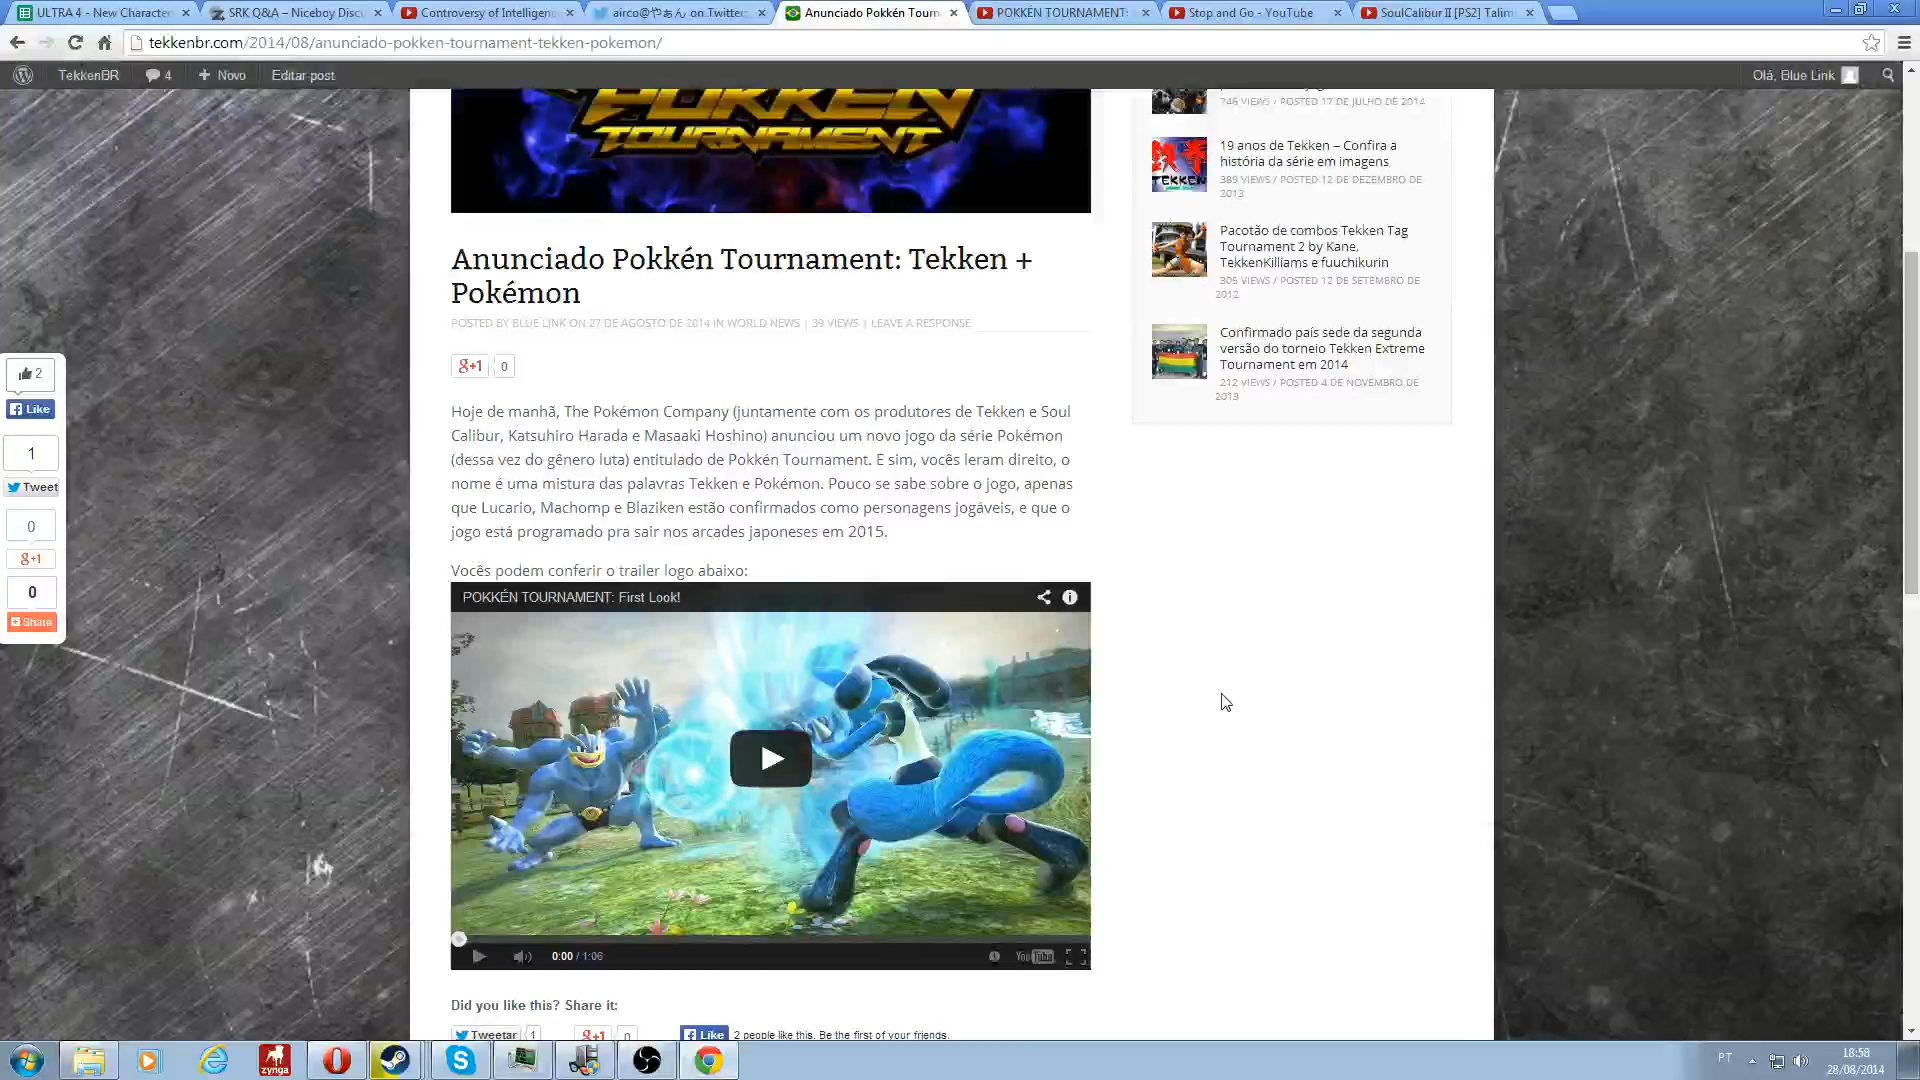 ULTRA 4 - New Character
SRK Q&A – Niceboy Discu
Controversy of Intelligenc
airco@やぁん on Twitter:
Anunciado Pokkén Tourn
POKKÉN TOURNAMENT:
Stop and Go - YouTube
SoulCalibur II [PS2] Talim
tekkenbr.com/2014/08/anunciado-pokken-tournament-tekken-pokemon/
TekkenBR
4
Novo
Editar post
Olá, Blue Link
POKKÉN
TOURNAMENT
746 VIEWS / POSTED 17 DE JULHO DE 2014
TEKKEN
19 anos de Tekken – Confira a
história da série em imagens
389 VIEWS / POSTED 12 DE DEZEMBRO DE
2013
Pacotão de combos Tekken Tag
Tournament 2 by Kane,
TekkenKilliams e fuuchikurin
305 VIEWS / POSTED 12 DE SETEMBRO DE
2012
Confirmado país sede da segunda
versão do torneio Tekken Extreme
Tournament em 2014
212 VIEWS / POSTED 4 DE NOVEMBRO DE
2013
Anunciado Pokkén Tournament: Tekken +
Pokémon
POSTED BY BLUE LINK ON 27 DE AGOSTO DE 2014 IN WORLD NEWS | 39 VIEWS | LEAVE A RESPONSE
g+1 0
2
Like
1
Tweet
0
g+1
0
Share
Hoje de manhã, The Pokémon Company (juntamente com os produtores de Tekken e Soul
Calibur, Katsuhiro Harada e Masaaki Hoshino) anunciou um novo jogo da série Pokémon
(dessa vez do gênero luta) entitulado de Pokkén Tournament. E sim, vocês leram direito, o
nome é uma mistura das palavras Tekken e Pokémon. Pouco se sabe sobre o jogo, apenas
que Lucario, Machomp e Blaziken estão confirmados como personagens jogáveis, e que o
jogo está programado pra sair nos arcades japoneses em 2015.
Vocês podem conferir o trailer logo abaixo:
POKKÉN TOURNAMENT: First Look!
0:00 / 1:06
YouTube
Did you like this? Share it:
Tweetar 1
g+1 0
Like 2 people like this. Be the first of your friends.
zynga
PT
18:58
28/08/2014